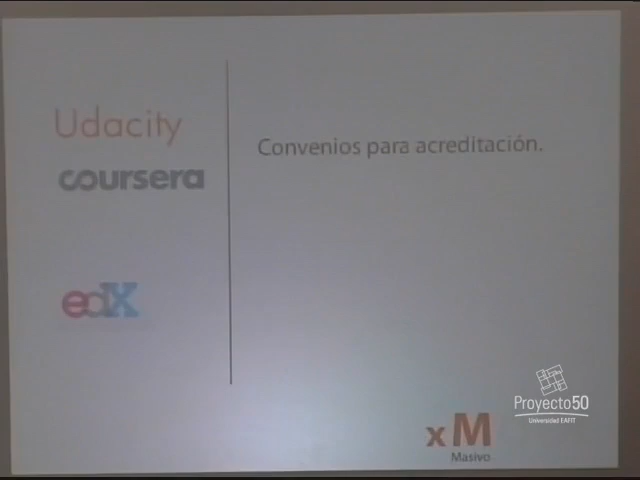 Udacity
coursera
edX
Convenios para acreditación.
xM
Masivo
Proyecto50
Universidad EAFIT